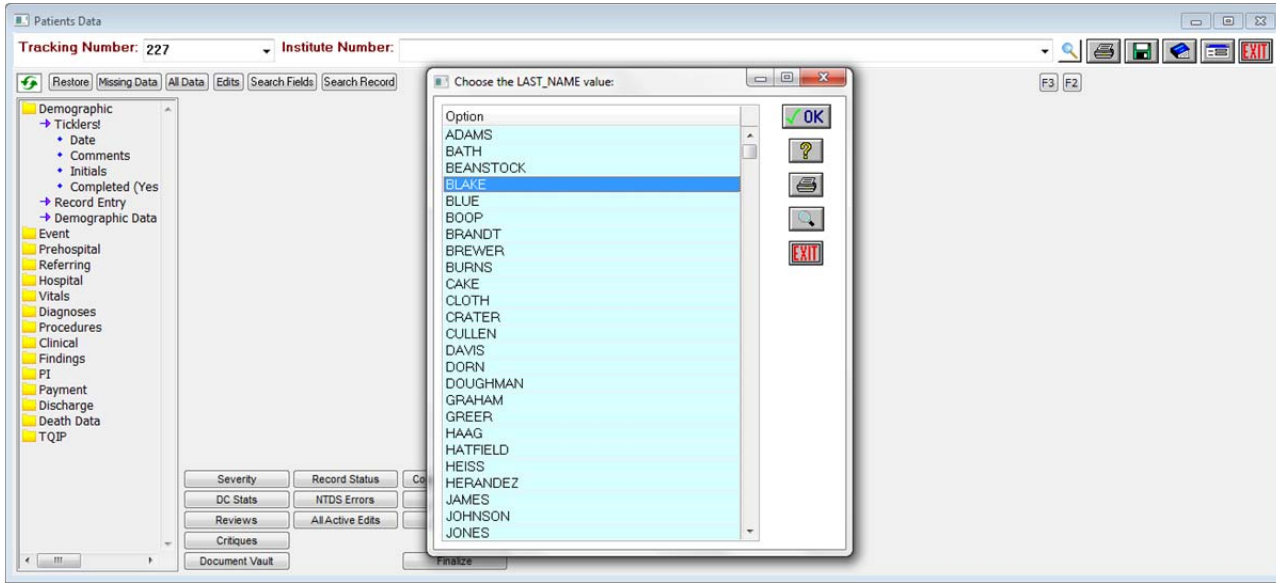 Patients Data
Tracking Number: 227 Institute Number:
EXIT
Restore Missing Data All Data Edits Search Fields Search Record
F3 F2
Demographic
Ticklers!
Date
Comments
Initials
Completed (Yes
Record Entry
Demographic Data
Event
Prehospital
Referring
Hospital
Vitals
Diagnoses
Procedures
Clinical
Findings
PI
Payment
Discharge
Death Data
TQIP
Severity Record Status Co
DC Stats NTDS Errors
Reviews All Active Edits
Critiques
Document Vault Finalize
Choose the LAST_NAME value:
Option
ADAMS
BATH
BEANSTOCK
BLAKE
BLUE
BOOP
BRANDT
BREWER
BURNS
CAKE
CLOTH
CRATER
CULLEN
DAVIS
DORN
DOUGHMAN
GRAHAM
GREER
HAAG
HATFIELD
HEISS
HERANDEZ
JAMES
JOHNSON
JONES
OK
?
EXIT